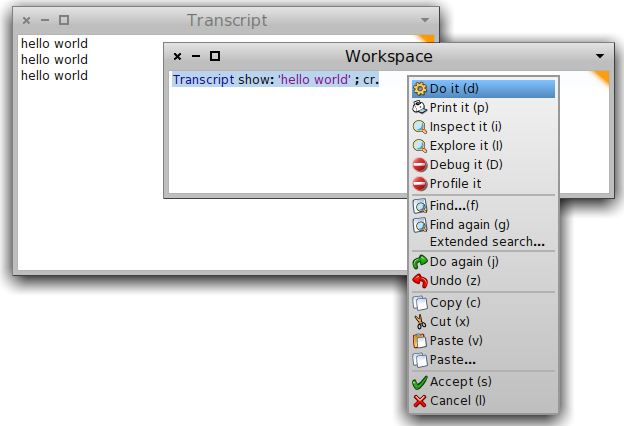 Transcript
hello world
hello world
hello world
Workspace
Transcript show: 'hello world' ; cr.
Do it (d)
Print it (p)
Inspect it (i)
Explore it (I)
Debug it (D)
Profile it
Find...(f)
Find again (g)
Extended search...
Do again (j)
Undo (z)
Copy (c)
Cut (x)
Paste (v)
Paste...
Accept (s)
Cancel (l)